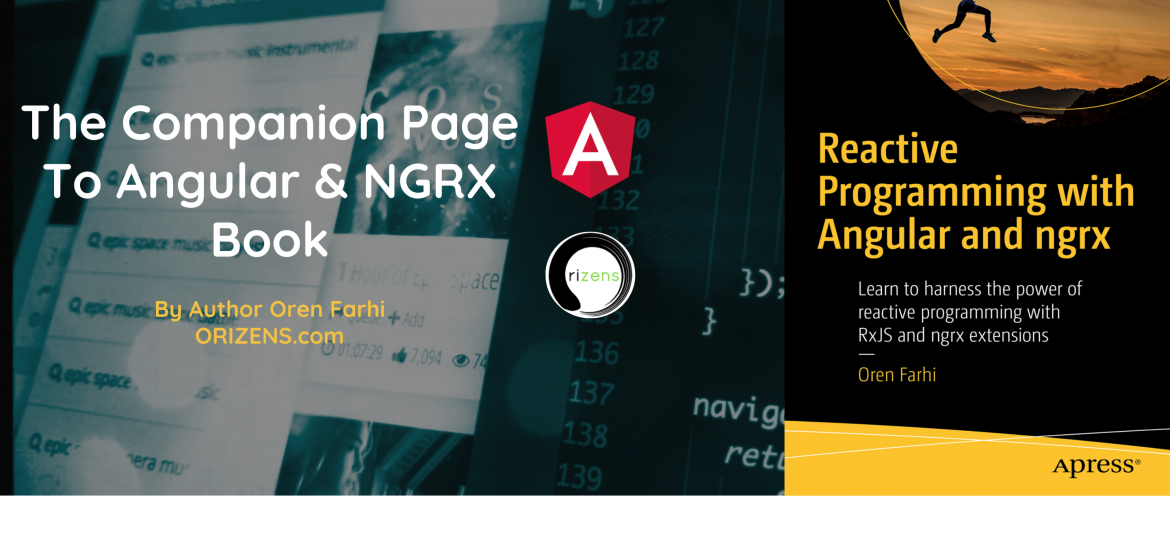 The Companion Page
To Angular & NGRX
Book
By Author Oren Farhi
ORIZENS.com
epic space music instrumental
epic space music
epic space
epic space
1 Hour of Epic Space
+ Add
01:07:29 7,094 74
127
128
129
132
136
137
138
139
});
}
A
rizens
Reactive
Programming with
Angular and ngrx
Learn to harness the power of
reactive programming with
RxJS and ngrx extensions
Oren Farhi
Apress®